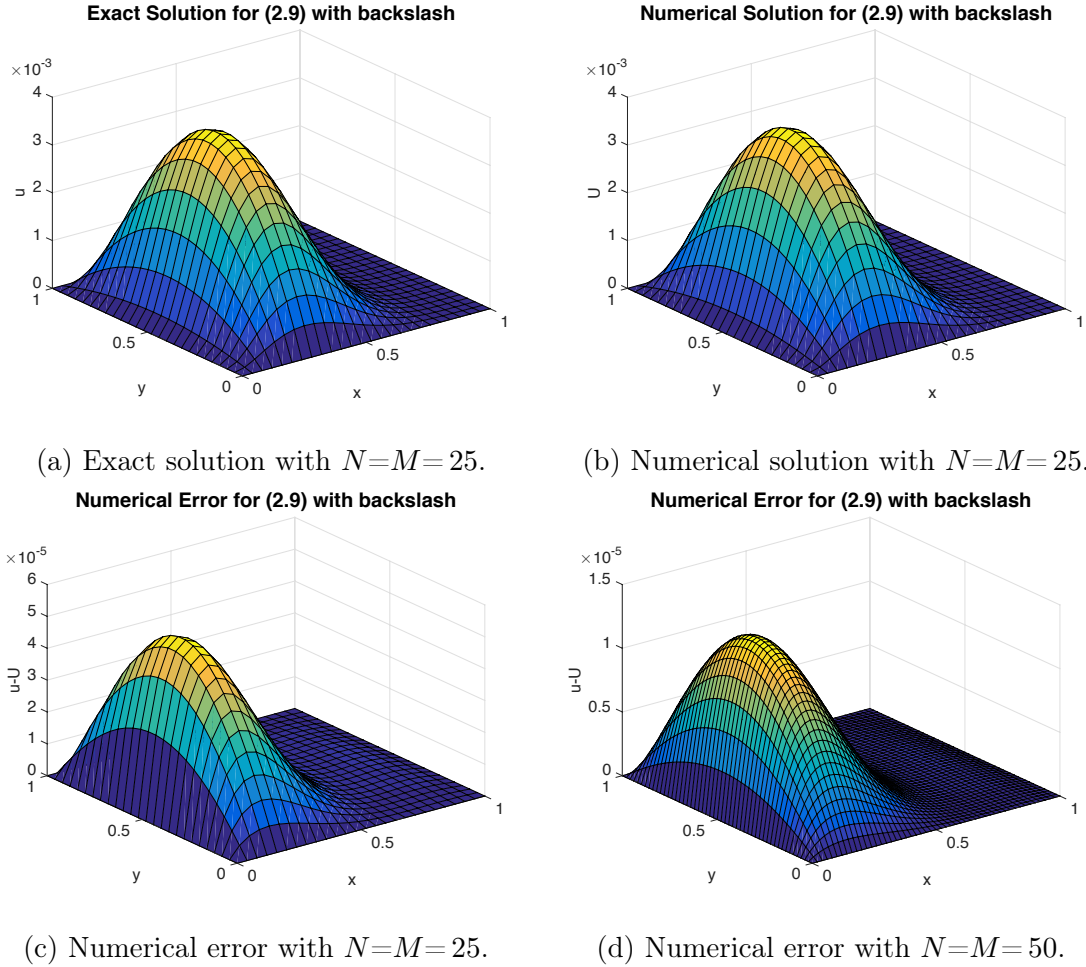 Exact Solution for (2.9) with backslash
×10⁻³
4
3
2
1
0
u
1
0.5
0
y
0
0.5
1
x
(a) Exact solution with N=M=25.
Numerical Solution for (2.9) with backslash
×10⁻³
4
3
2
1
0
U
1
0.5
0
y
0
0.5
1
x
(b) Numerical solution with N=M=25.
Numerical Error for (2.9) with backslash
×10⁻⁵
6
5
4
3
2
1
0
u-U
1
0.5
0
y
0
0.5
1
x
(c) Numerical error with N=M=25.
Numerical Error for (2.9) with backslash
×10⁻⁵
1.5
1
0.5
0
u-U
1
0.5
0
y
0
0.5
1
x
(d) Numerical error with N=M=50.